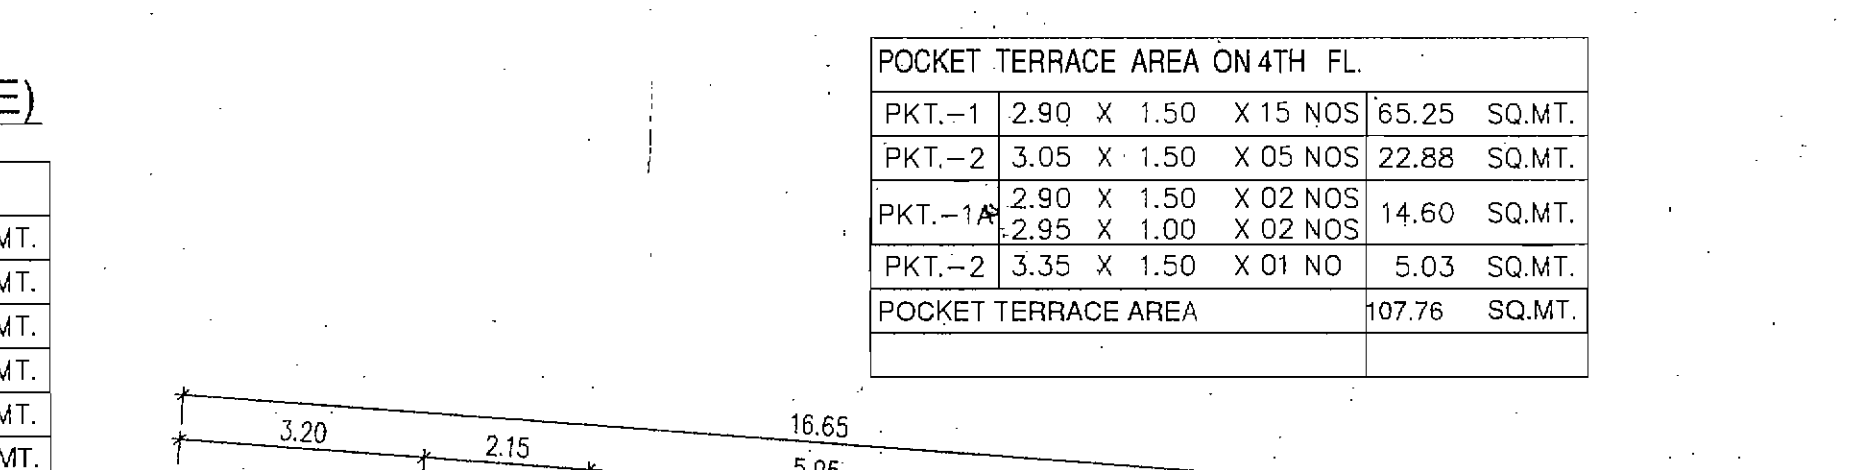 E)
MT.
MT.
MT.
MT.
MT.
MT.
POCKET TERRACE AREA ON 4TH FL.
PKT.-1 2.90 X 1.50 X 15 NOS 65.25 SQ.MT.
PKT.-2 3.05 X 1.50 X 05 NOS 22.88 SQ.MT.
PKT.-1A 2.90 X 1.50 X 02 NOS 14.60 SQ.MT.
2.95 X 1.00 X 02 NOS
PKT.-2 3.35 X 1.50 X 01 NO 5.03 SQ.MT.
POCKET TERRACE AREA 107.76 SQ.MT.
16.65
3.20
2.15